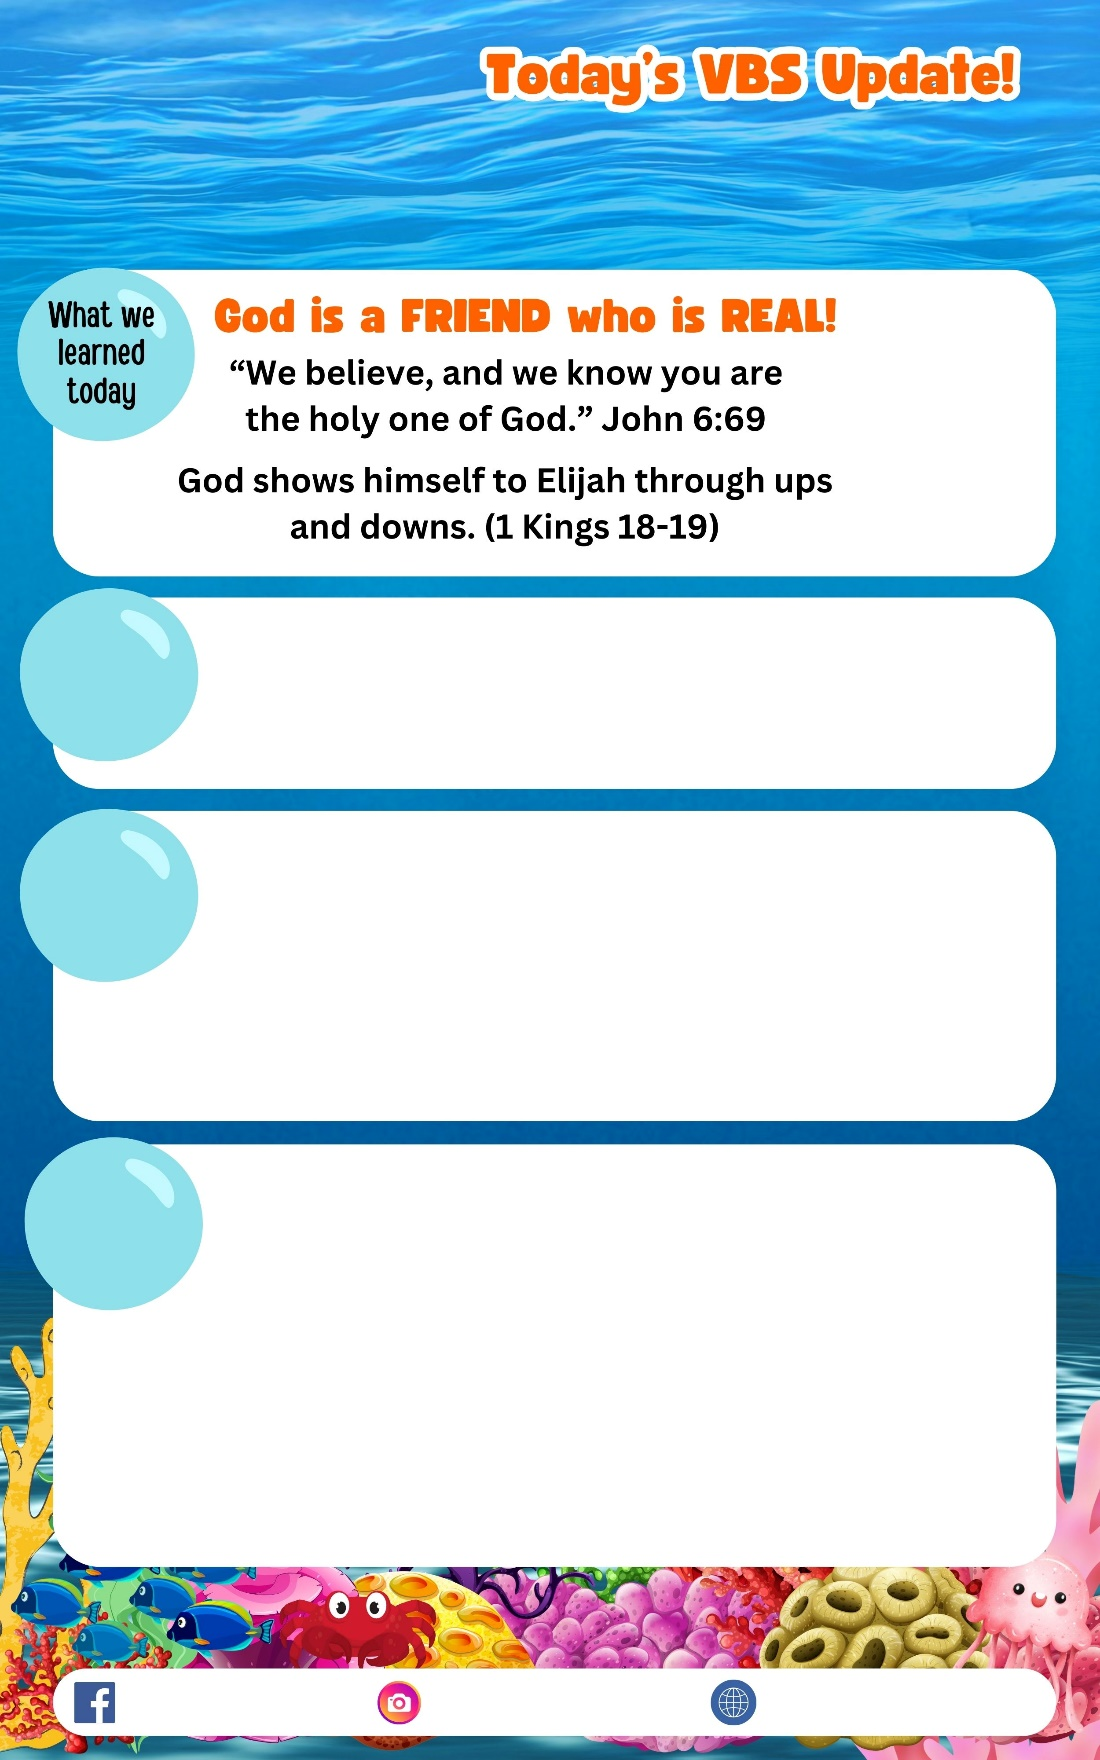 Today's VBS Update!
What we
learned
today
God is a FRIEND who is REAL!
“We believe, and we know you are
the holy one of God.” John 6:69
God shows himself to Elijah through ups
and downs. (1 Kings 18-19)